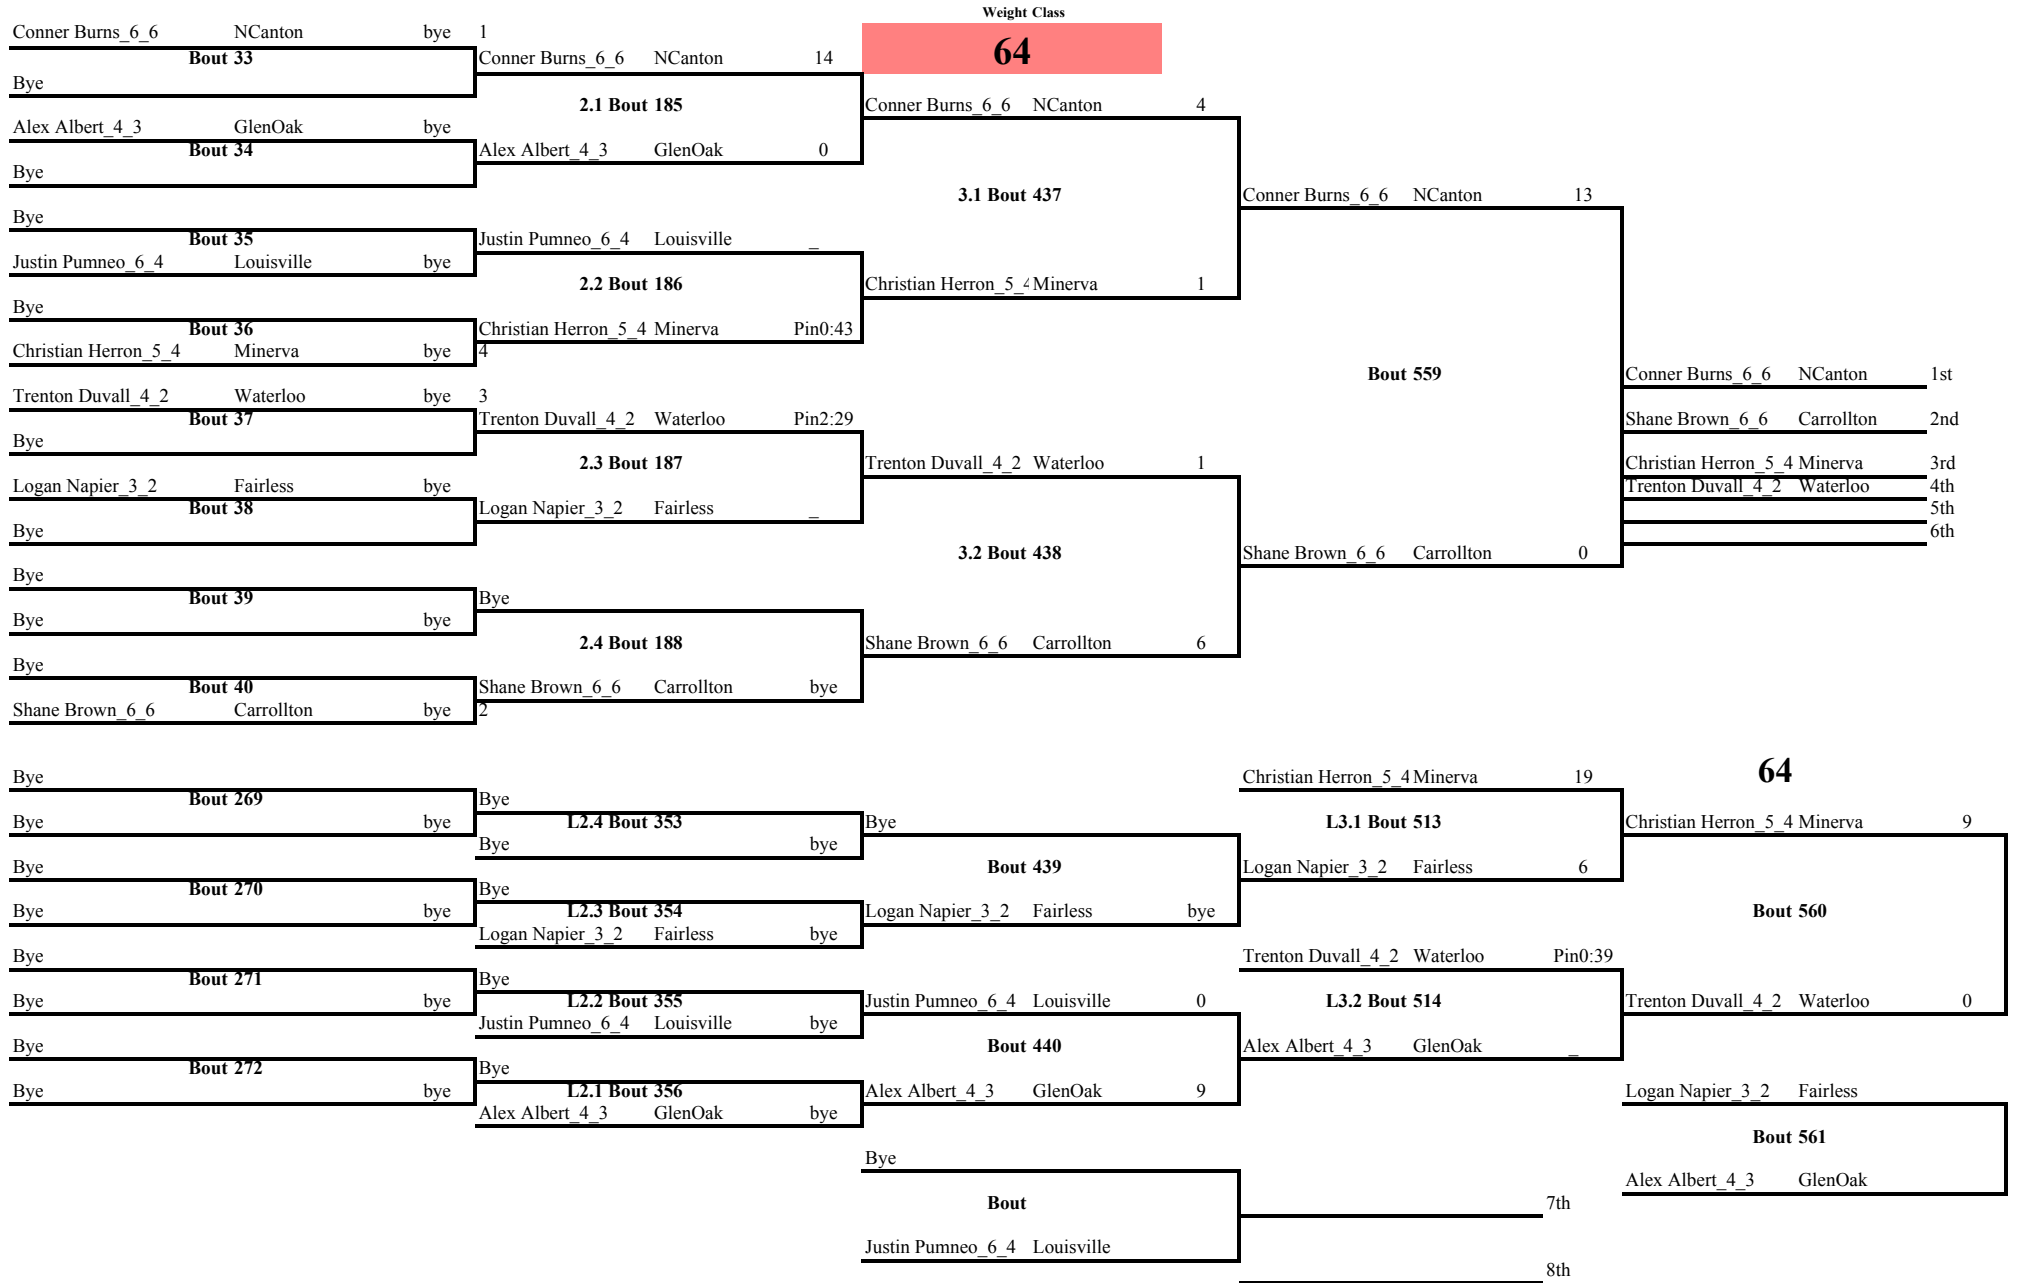 Weight Class
Conner Burns_6_6 NCanton bye 1
Bout 33 Conner Burns_6_6 NCanton 14 64
Bye
2.1 Bout 185 Conner Burns_6_6 NCanton 4
Alex Albert_4_3 GlenOak bye
Bout 34 Alex Albert_4_3 GlenOak 0
Bye
3.1 Bout 437 Conner Burns_6_6 NCanton 13
Bye
Bout 35 Justin Pumneo_6_4 Louisville _
Justin Pumneo_6_4 Louisville bye
2.2 Bout 186 Christian Herron_5_4 Minerva 1
Bye
Bout 36 Christian Herron_5_4 Minerva Pin0:43
Christian Herron_5_4 Minerva bye 4
Bout 559 Conner Burns_6_6 NCanton 1st
Trenton Duvall_4_2 Waterloo bye 3
Bout 37 Trenton Duvall_4_2 Waterloo Pin2:29 Shane Brown_6_6 Carrollton 2nd
Bye
2.3 Bout 187 Trenton Duvall_4_2 Waterloo 1 Christian Herron_5_4 Minerva 3rd
Logan Napier_3_2 Fairless bye Trenton Duvall_4_2 Waterloo 4th
Bout 38 Logan Napier_3_2 Fairless _ 5th
Bye 6th
3.2 Bout 438 Shane Brown_6_6 Carrollton 0
Bye
Bout 39 Bye
Bye bye
2.4 Bout 188 Shane Brown_6_6 Carrollton 6
Bye
Bout 40 Shane Brown_6_6 Carrollton bye
Shane Brown_6_6 Carrollton bye 2
Bye Christian Herron_5_4 Minerva 19 64
Bout 269 Bye
Bye bye L2.4 Bout 353 Bye L3.1 Bout 513 Christian Herron_5_4 Minerva 9
Bye bye
Bye Bout 439 Logan Napier_3_2 Fairless 6
Bout 270 Bye
Bye bye L2.3 Bout 354 Logan Napier_3_2 Fairless bye Bout 560
Logan Napier_3_2 Fairless bye
Bye Trenton Duvall_4_2 Waterloo Pin0:39
Bout 271 Bye
Bye bye L2.2 Bout 355 Justin Pumneo_6_4 Louisville 0 L3.2 Bout 514 Trenton Duvall_4_2 Waterloo 0
Justin Pumneo_6_4 Louisville bye
Bye Bout 440 Alex Albert_4_3 GlenOak _
Bout 272 Bye
Bye bye L2.1 Bout 356 Alex Albert_4_3 GlenOak 9 Logan Napier_3_2 Fairless
Alex Albert_4_3 GlenOak bye
Bout 561
Bye
Alex Albert_4_3 GlenOak
Bout 7th
Justin Pumneo_6_4 Louisville
8th